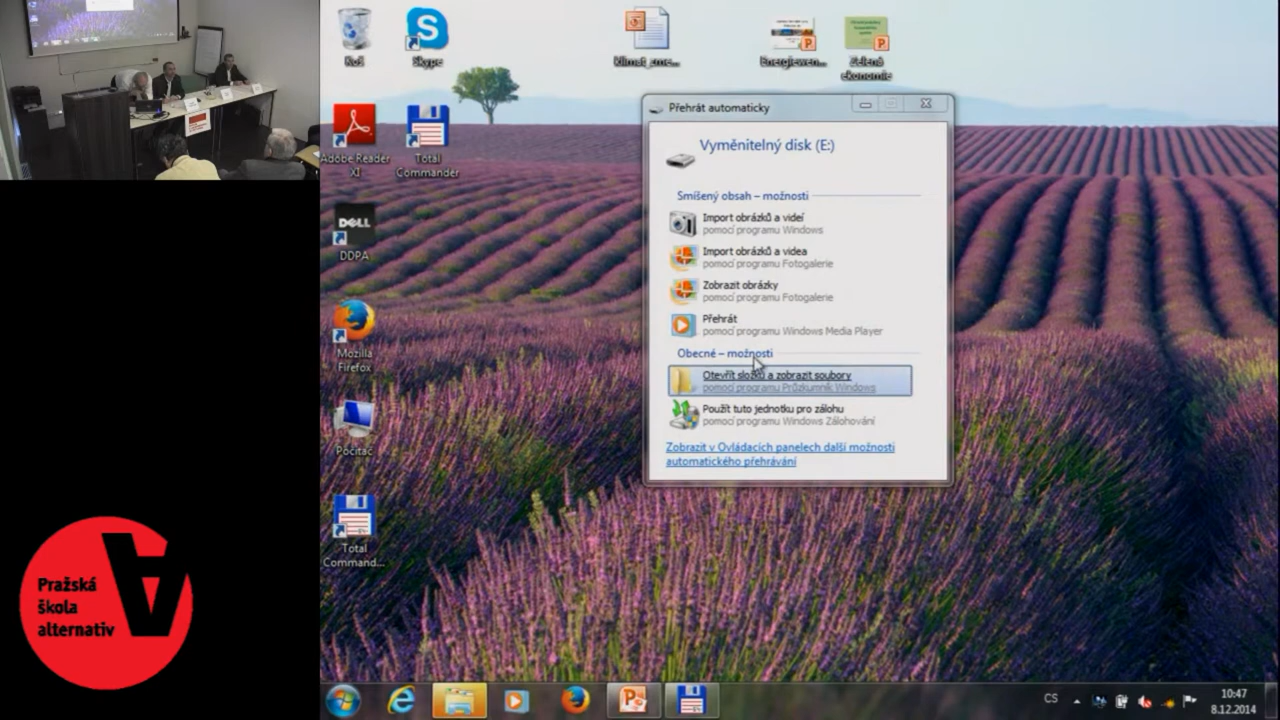 Koš
Skype
Energiewen...
Zelená
ekonomie
Adobe Reader
XI
Total
Commander
DELL
DDPA
Mozilla
Firefox
Počítač
Total
Command...
Přehrát automaticky
Vyměnitelný disk (E:)
Smíšený obsah – možnosti
Import obrázků a videí
pomocí programu Windows
Import obrázků a videa
pomocí programu Fotogalerie
Zobrazit obrázky
pomocí programu Fotogalerie
Přehrát
pomocí programu Windows Media Player
Obecné – možnosti
Otevřít složku a zobrazit soubory
pomocí programu Průzkumník Windows
Použít tuto jednotku pro zálohu
pomocí programu Windows Zálohování
Zobrazit v Ovládacích panelech další možnosti
automatického přehrávání
Pražská
škola
alternativ
CS
10:47
8.12.2014